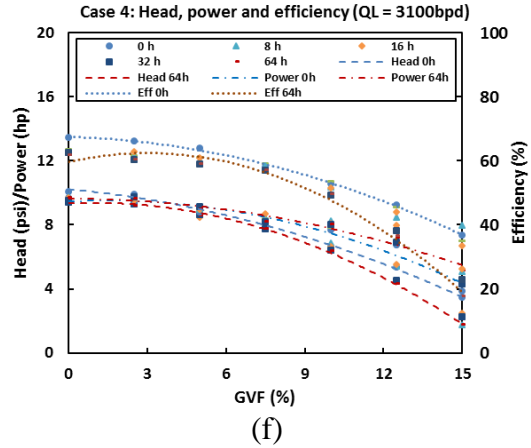 Case 4: Head, power and efficiency (QL = 3100bpd)
20
16
12
8
4
0
Head (psi)/Power (hp)
0 h
8 h
16 h
32 h
64 h
Head 0h
Head 64h
Power 0h
Power 64h
Eff 0h
Eff 64h
100
80
60
40
20
0
Efficiency (%)
0
3
6
9
12
15
GVF (%)
(f)